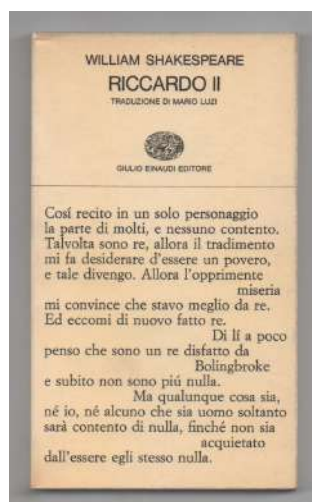 WILLIAM SHAKESPEARE
RICCARDO II
TRADUZIONE DI MARIO LUZI
GIULIO EINAUDI EDITORE
Cosí recito in un solo personaggio
la parte di molti, e nessuno contento.
Talvolta sono re, allora il tradimento
mi fa desiderare d'essere un povero,
e tale divengo. Allora l'opprimente
miseria
mi convince che stavo meglio da re.
Ed eccomi di nuovo fatto re.
Di lí a poco
penso che sono un re disfatto da
Bolingbroke
e subito non sono piú nulla.
Ma qualunque cosa sia,
né io, né alcuno che sia uomo soltanto
sarà contento di nulla, finché non sia
acquietato
dall'essere egli stesso nulla.